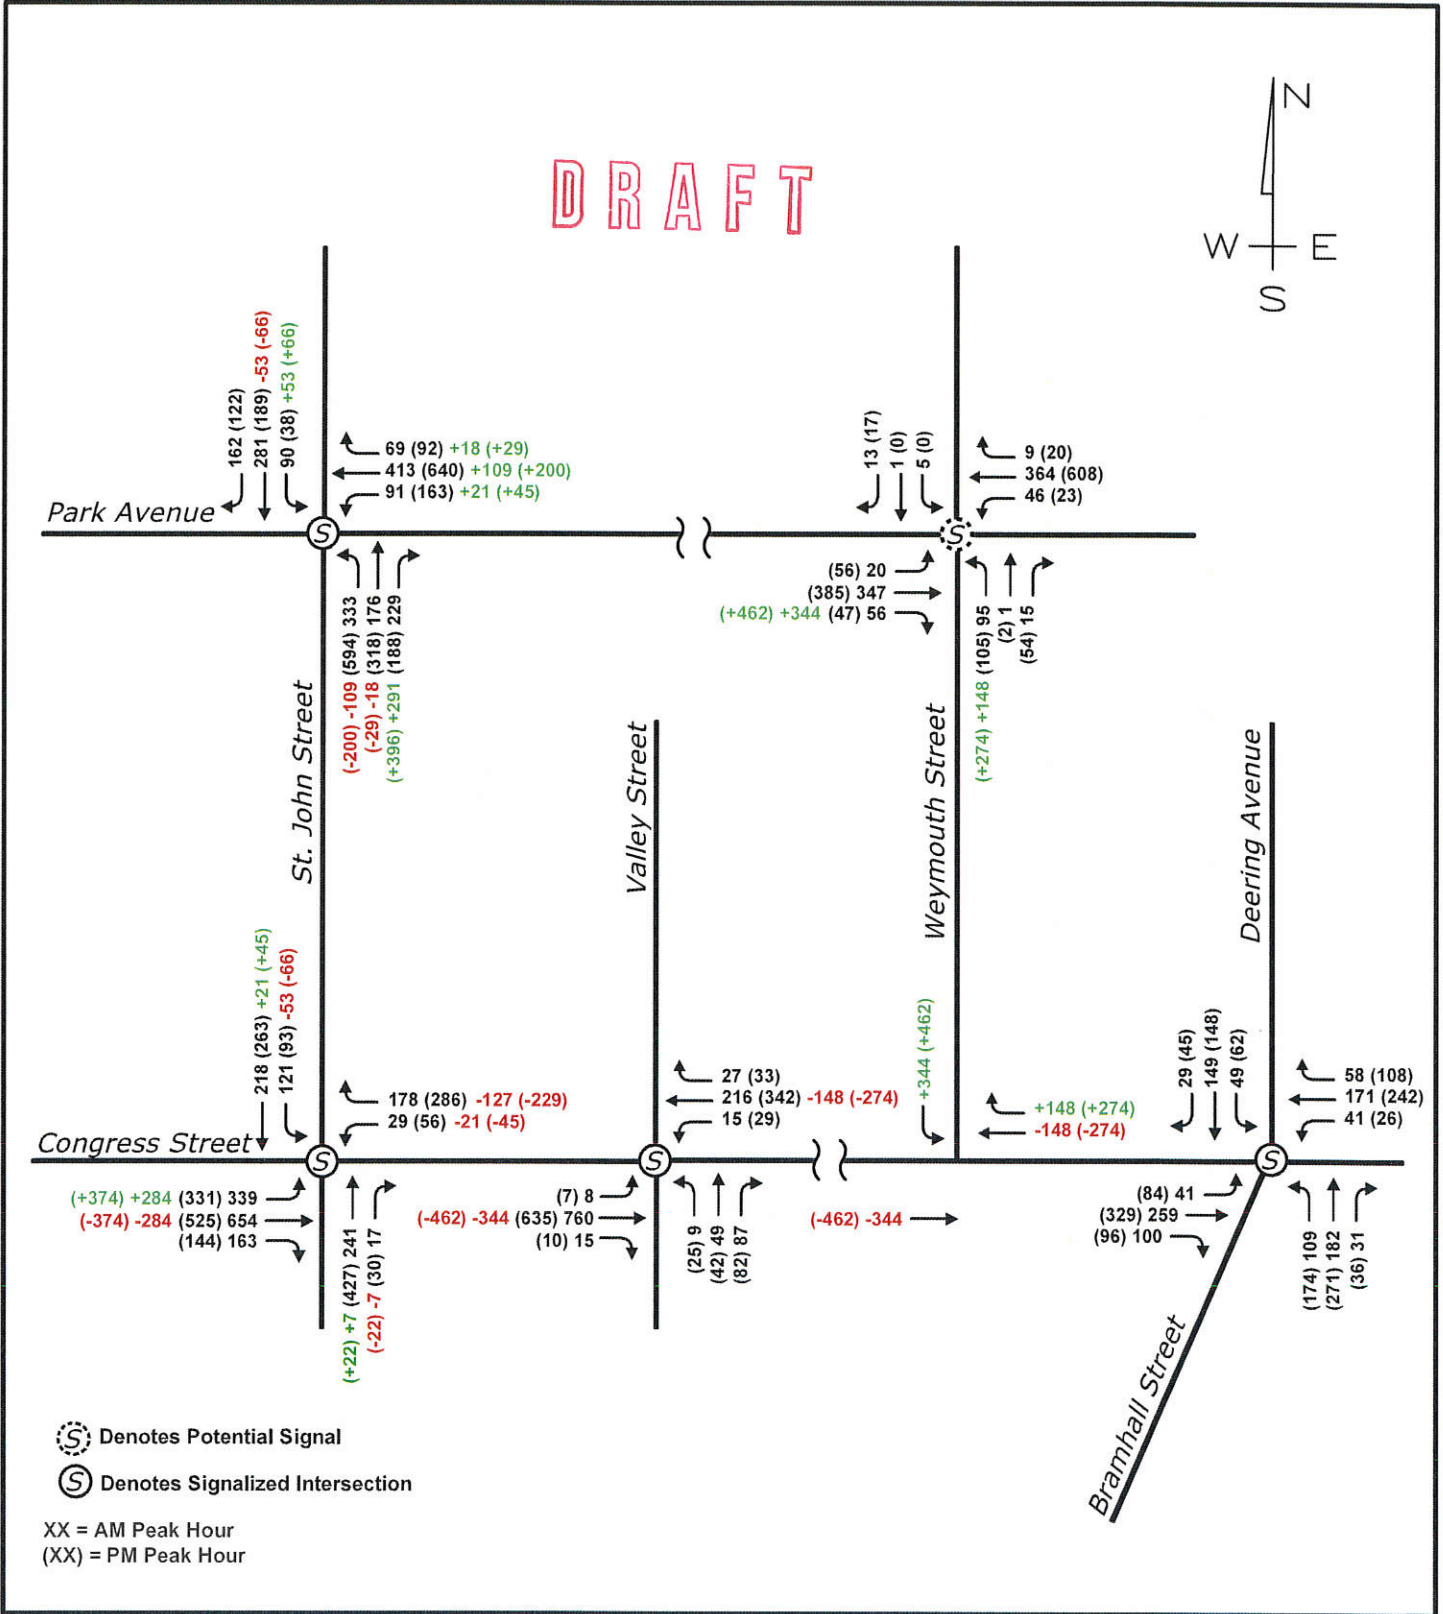 DRAFT
N
W E
S
162 (122)
281 (189) -53 (-66)
90 (38) +53 (+66)
69 (92) +18 (+29)
413 (640) +109 (+200)
91 (163) +21 (+45)
Park Avenue
S
(-200) -109 (594) 333
(-29) -18 (318) 176
(+396) +291 (188) 229
13 (17)
1 (0)
5 (0)
9 (20)
364 (608)
46 (23)
S
(56) 20
(385) 347
(+462) +344 (47) 56
(+274) +148 (105) 95
(2) 1
(54) 15
St. John Street
Valley Street
Weymouth Street
Deering Avenue
218 (263) +21 (+45)
121 (93) -53 (-66)
178 (286) -127 (-229)
29 (56) -21 (-45)
Congress Street
S
(+374) +284 (331) 339
(-374) -284 (525) 654
(144) 163
(+22) +7 (427) 241
(-22) -7 (30) 17
27 (33)
216 (342) -148 (-274)
15 (29)
S
(7) 8
(-462) -344 (635) 760
(10) 15
(25) 9
(42) 49
(82) 87
+344 (+462)
+148 (+274)
-148 (-274)
(-462) -344
29 (45)
149 (148)
49 (62)
58 (108)
171 (242)
41 (26)
S
(84) 41
(329) 259
(96) 100
(174) 109
(271) 182
(36) 31
Bramhall Street
S Denotes Potential Signal
S Denotes Signalized Intersection
XX = AM Peak Hour
(XX) = PM Peak Hour